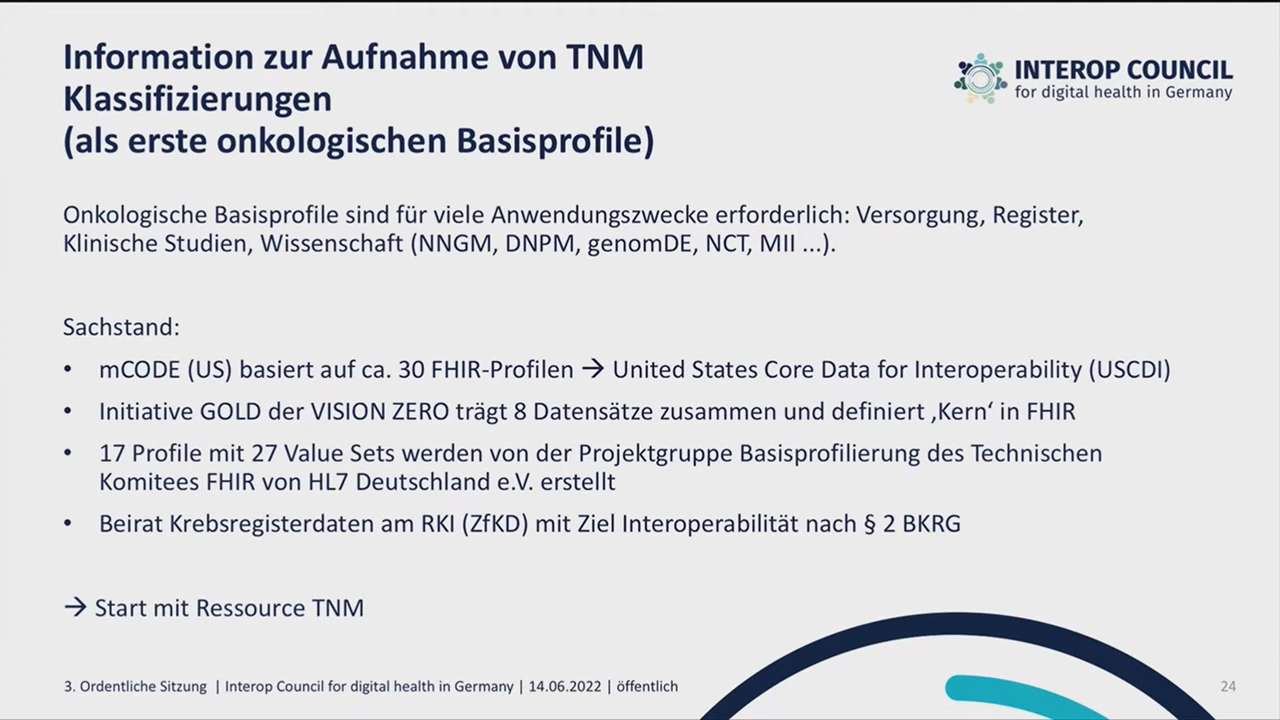 Information zur Aufnahme von TNM
Klassifizierungen
(als erste onkologischen Basisprofile)
INTEROP COUNCIL
for digital health in Germany
Onkologische Basisprofile sind für viele Anwendungszwecke erforderlich: Versorgung, Register,
Klinische Studien, Wissenschaft (NNGM, DNPM, genomDE, NCT, MII ...).
Sachstand:
• mCODE (US) basiert auf ca. 30 FHIR-Profilen → United States Core Data for Interoperability (USCDI)
• Initiative GOLD der VISION ZERO trägt 8 Datensätze zusammen und definiert ‚Kern‘ in FHIR
• 17 Profile mit 27 Value Sets werden von der Projektgruppe Basisprofilierung des Technischen
Komitees FHIR von HL7 Deutschland e.V. erstellt
• Beirat Krebsregisterdaten am RKI (ZfKD) mit Ziel Interoperabilität nach § 2 BKRG
→ Start mit Ressource TNM
3. Ordentliche Sitzung | Interop Council for digital health in Germany | 14.06.2022 | öffentlich
24